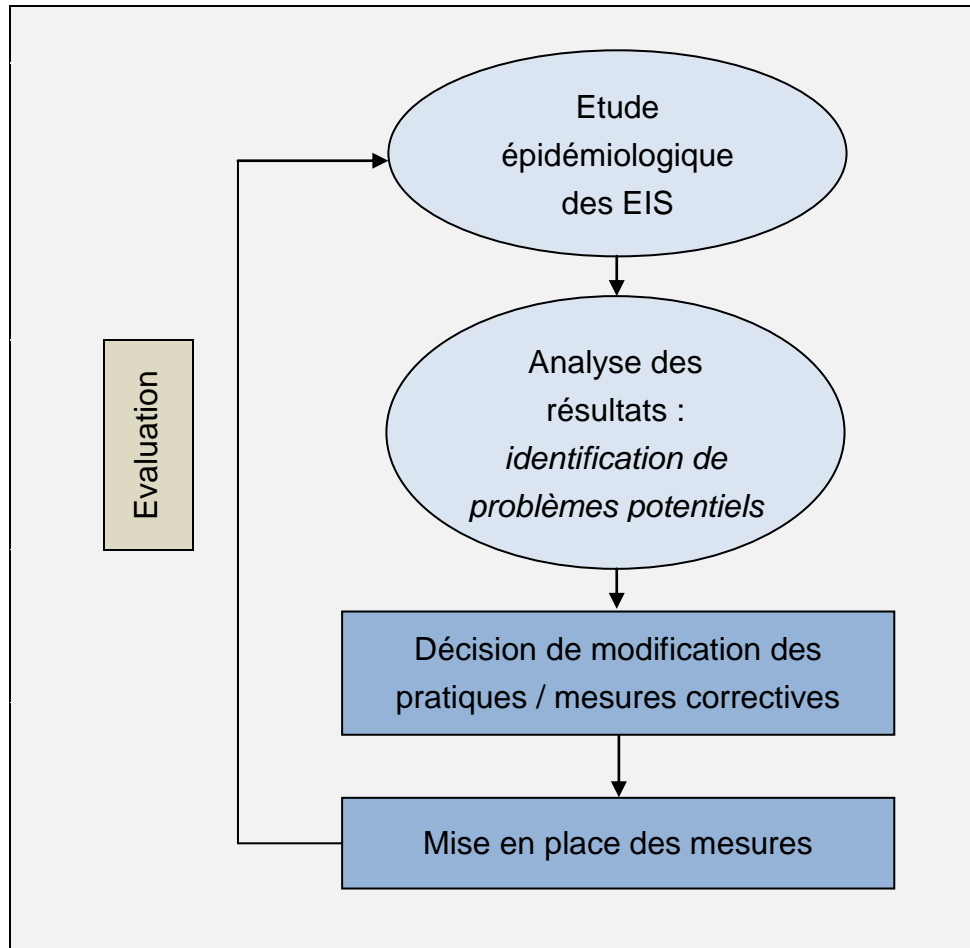 Etude
épidémiologique
des EIS
Analyse des
résultats :
identification de
problèmes potentiels
Evaluation
Décision de modification des
pratiques / mesures correctives
Mise en place des mesures